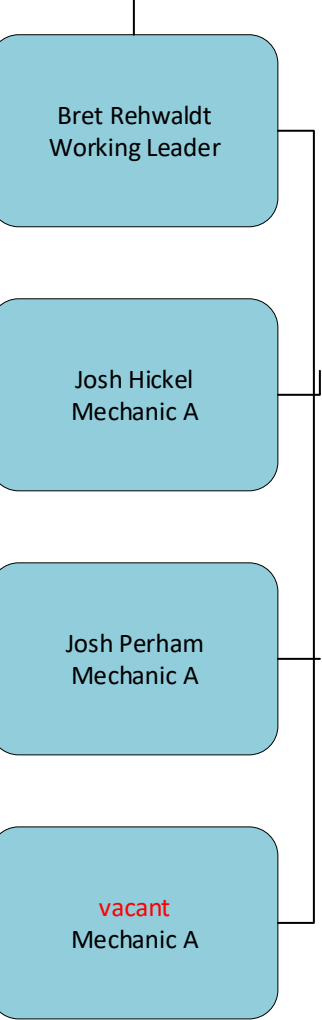 Bret Rehwaldt
Working Leader
Josh Hickel
Mechanic A
Josh Perham
Mechanic A
vacant
Mechanic A